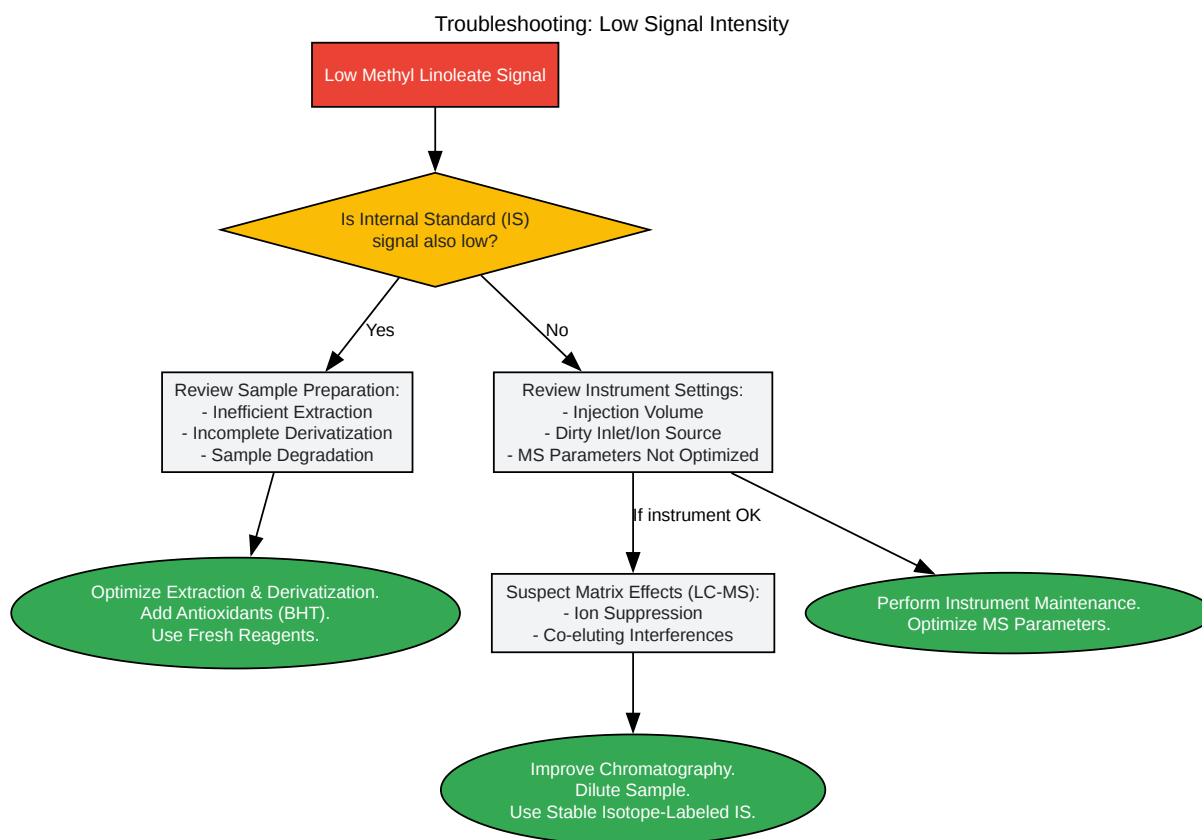 Troubleshooting: Low Signal Intensity
Low Methyl Linoleate Signal
Is Internal Standard (IS)
signal also low?
Yes
No
Review Sample Preparation:
- Inefficient Extraction
- Incomplete Derivatization
- Sample Degradation
Review Instrument Settings:
- Injection Volume
- Dirty Inlet/Ion Source
- MS Parameters Not Optimized
If instrument OK
Optimize Extraction & Derivatization.
Add Antioxidants (BHT).
Use Fresh Reagents.
Suspect Matrix Effects (LC-MS):
- Ion Suppression
- Co-eluting Interferences
Perform Instrument Maintenance.
Optimize MS Parameters.
Improve Chromatography.
Dilute Sample.
Use Stable Isotope-Labeled IS.